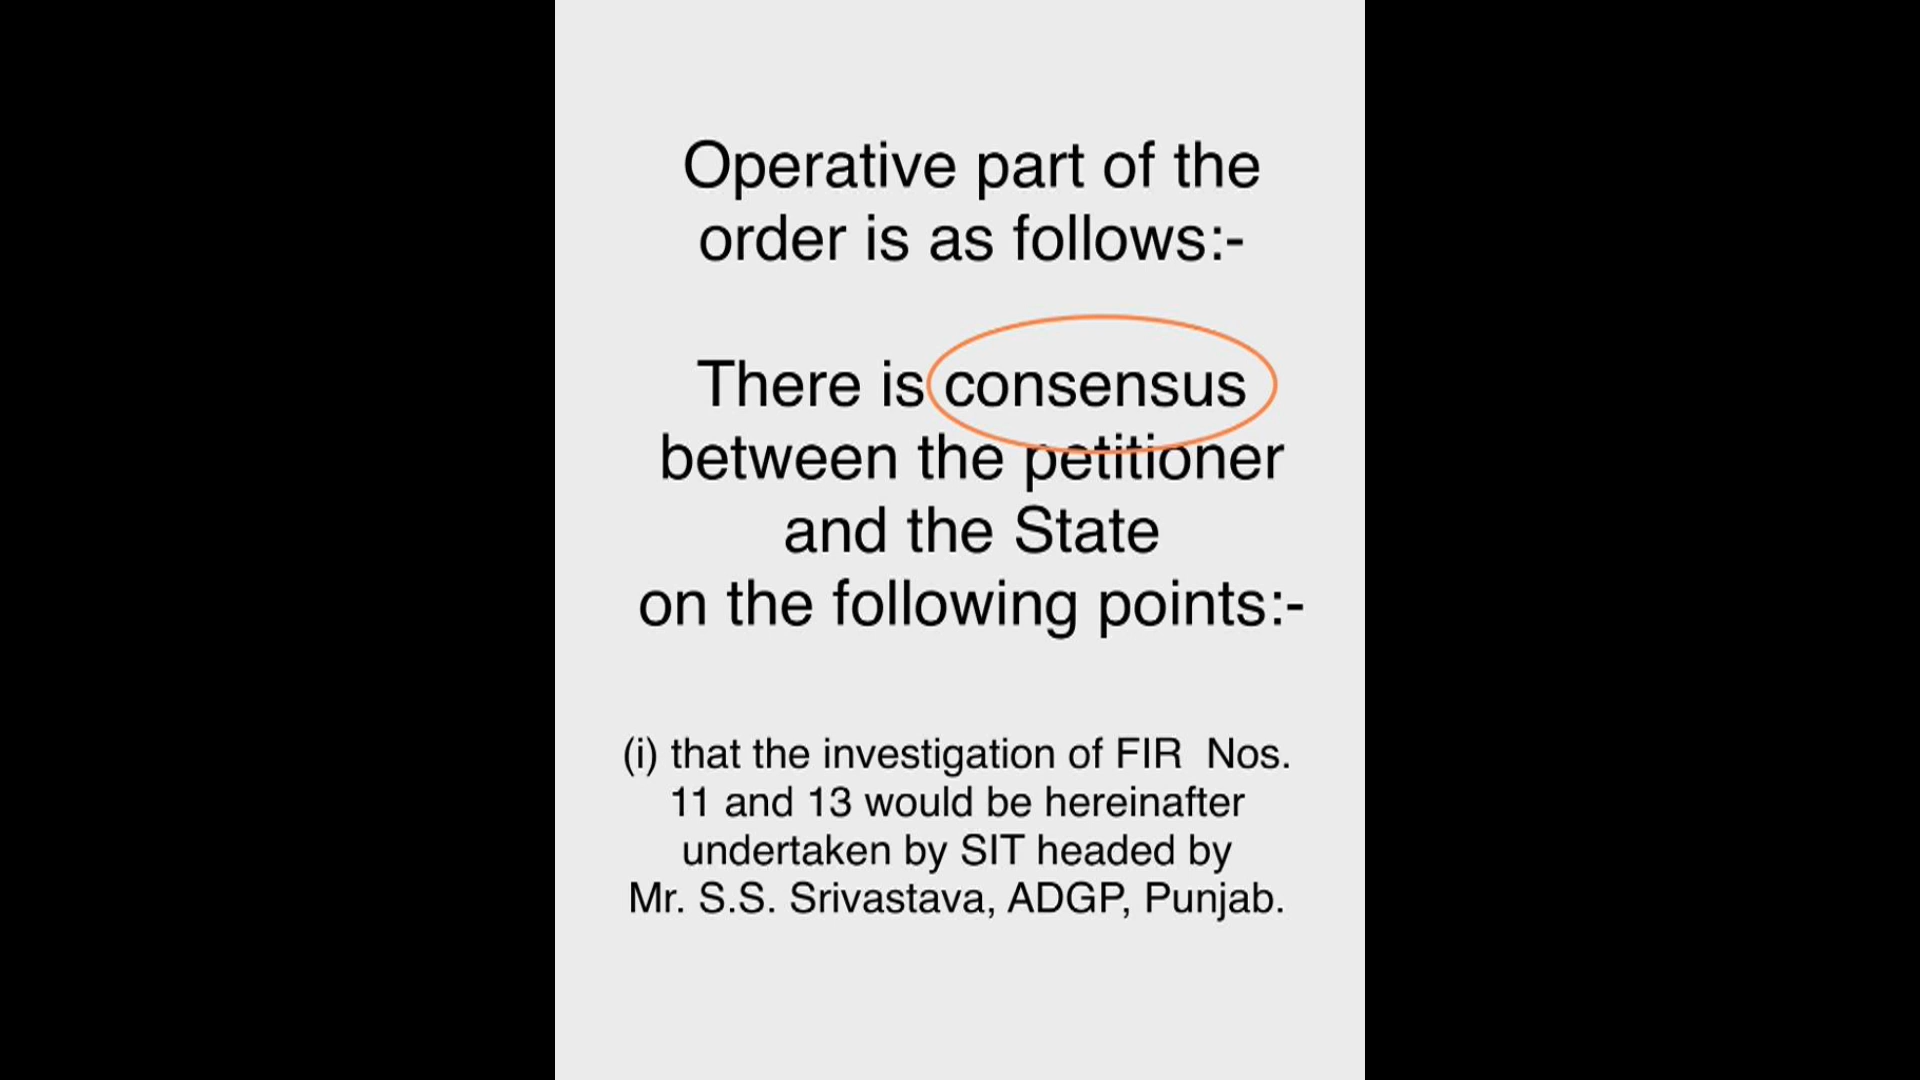 Operative part of the
order is as follows:-
There is consensus
between the petitioner
and the State
on the following points:-
(i) that the investigation of FIR  Nos.
11 and 13 would be hereinafter
undertaken by SIT headed by
Mr. S.S. Srivastava, ADGP, Punjab.